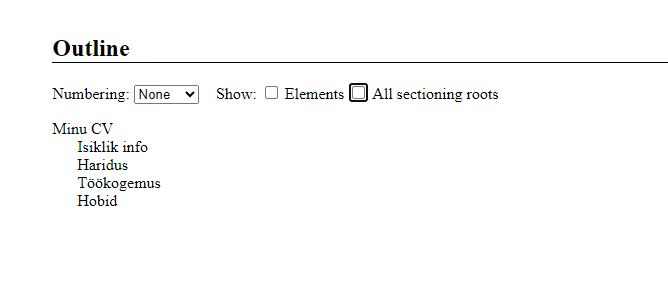 Outline
Numbering: None Show: Elements All sectioning roots
Minu CV
Isiklik info
Haridus
Töökogemus
Hobid